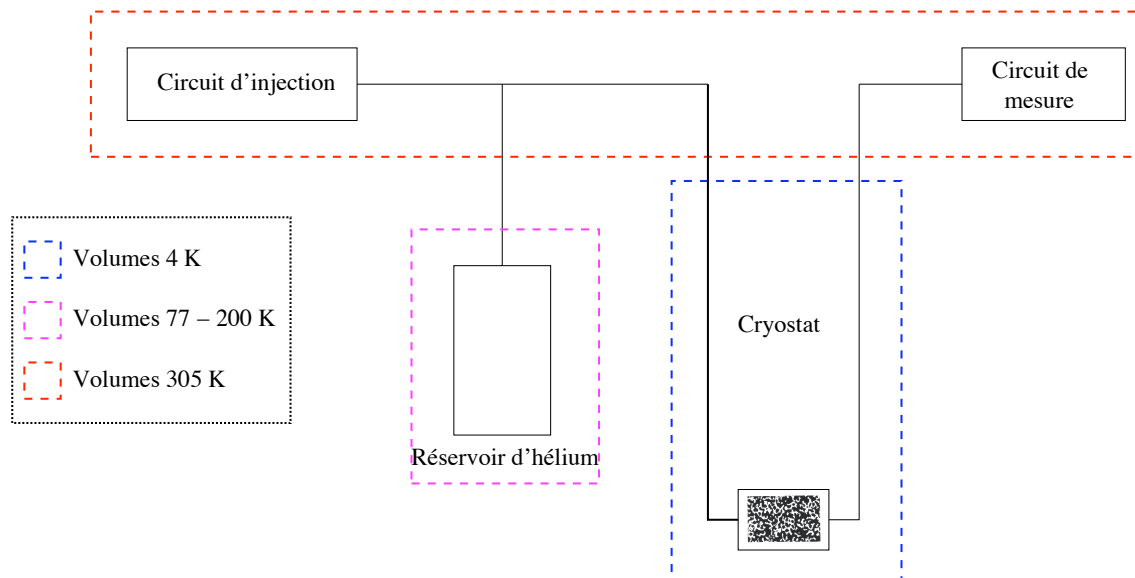 Circuit d’injection
Circuit de
mesure
Volumes 4 K
Volumes 77 – 200 K
Volumes 305 K
Cryostat
Réservoir d’hélium